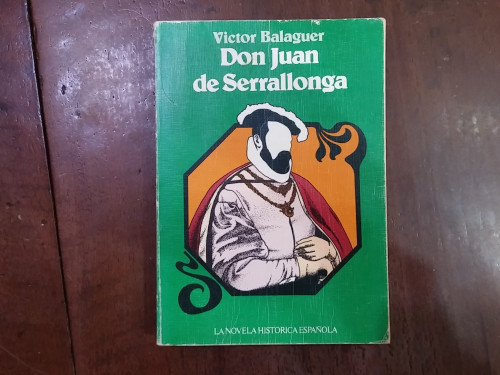 Victor Balaguer
Don Juan
de Serrallonga
LA NOVELA HISTORICA ESPAÑOLA